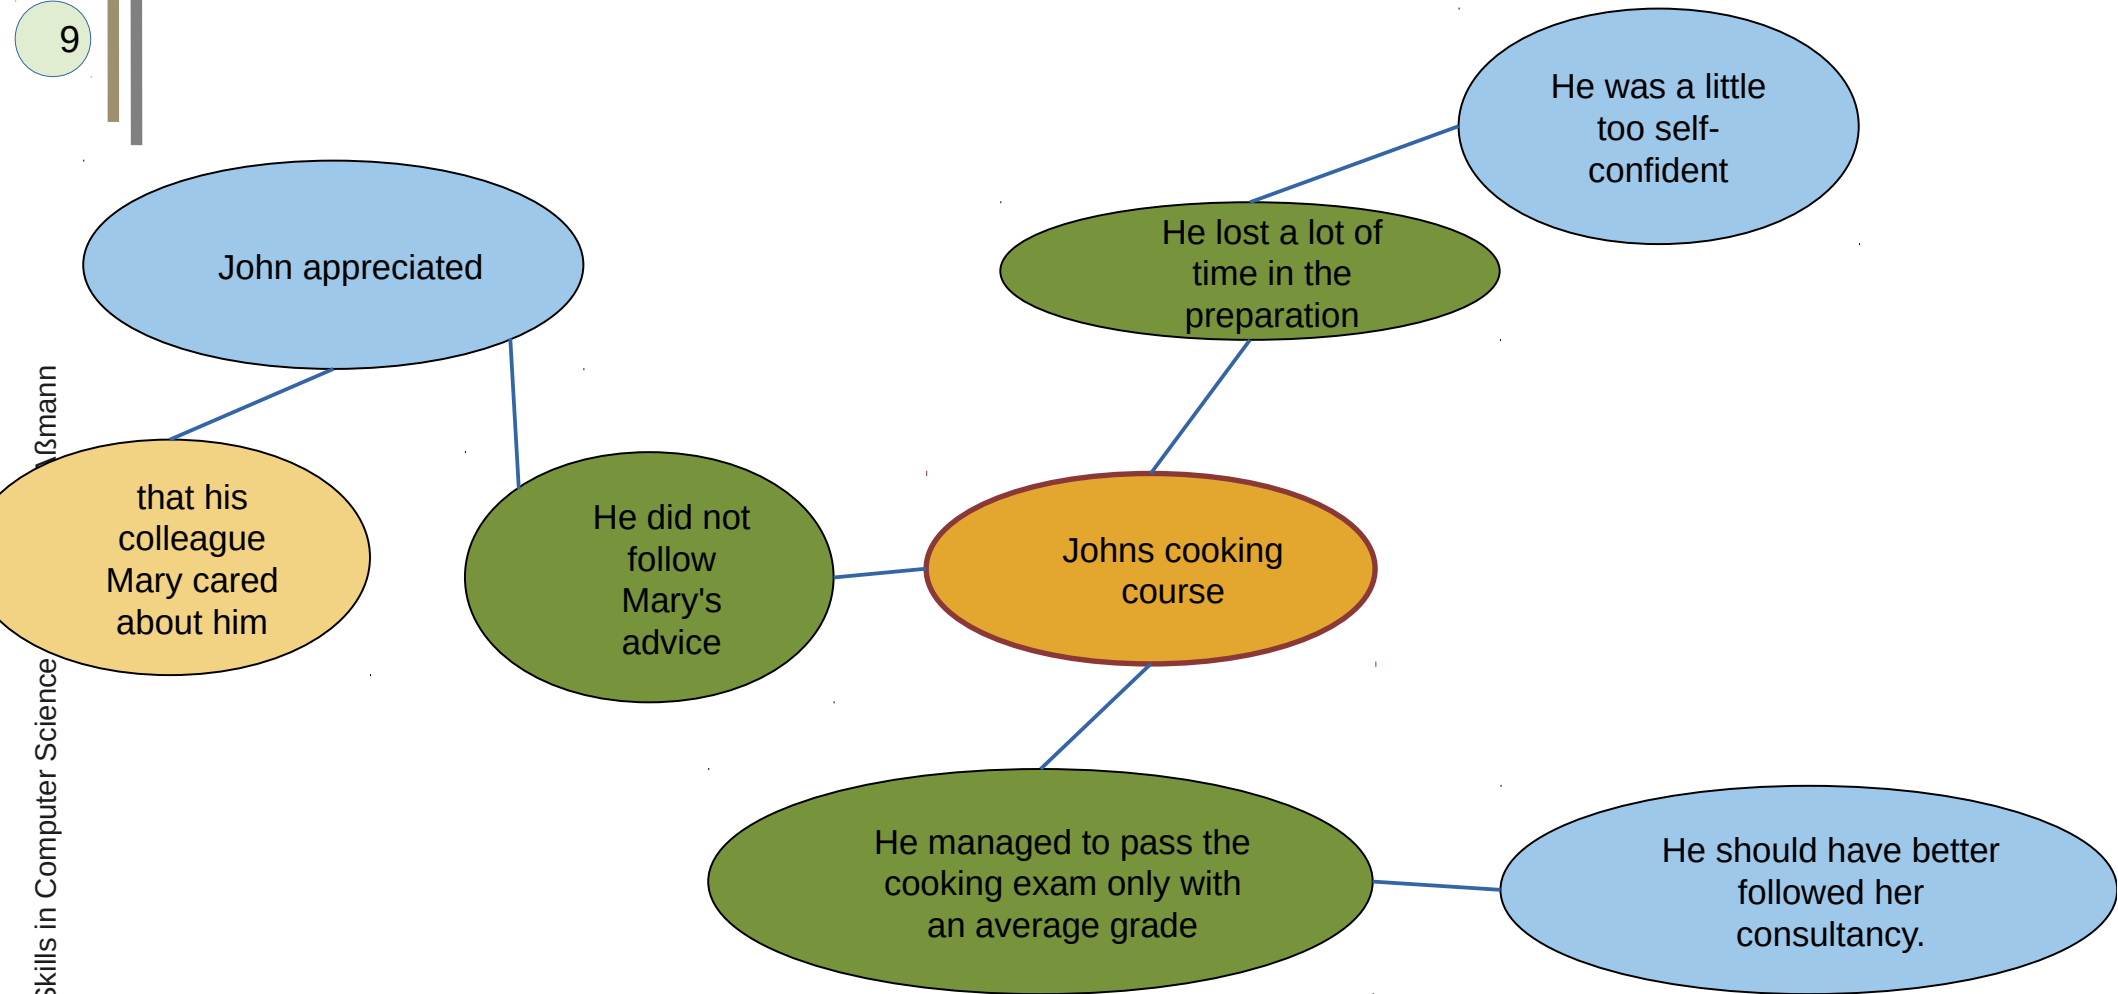 9
He was a little
too self-
confident
He lost a lot of
time in the
preparation
John appreciated
that his
colleague
Mary cared
about him
He did not
follow
Mary's
advice
Johns cooking
course
He managed to pass the
cooking exam only with
an average grade
He should have better
followed her
consultancy.
Skills in Computer Science